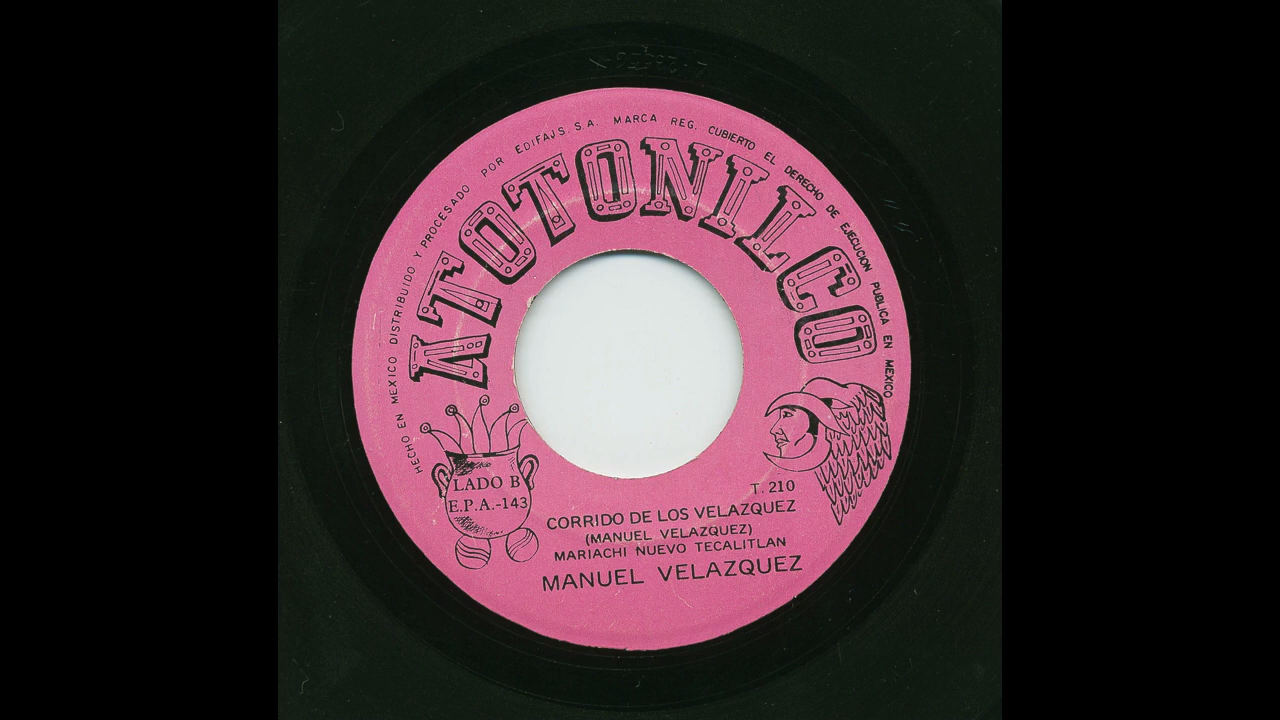 HECHO EN MEXICO DISTRIBUIDO Y PROCESADO POR EDIFAJS S.A. MARCA REG. CUBIERTO EL DERECHO DE EJECUCION PUBLICA EN MEXICO
ATOTONILCO
LADO B
E.P.A.-143
T. 210
CORRIDO DE LOS VELAZQUEZ
(MANUEL VELAZQUEZ)
MARIACHI NUEVO TECALITLAN
MANUEL VELAZQUEZ